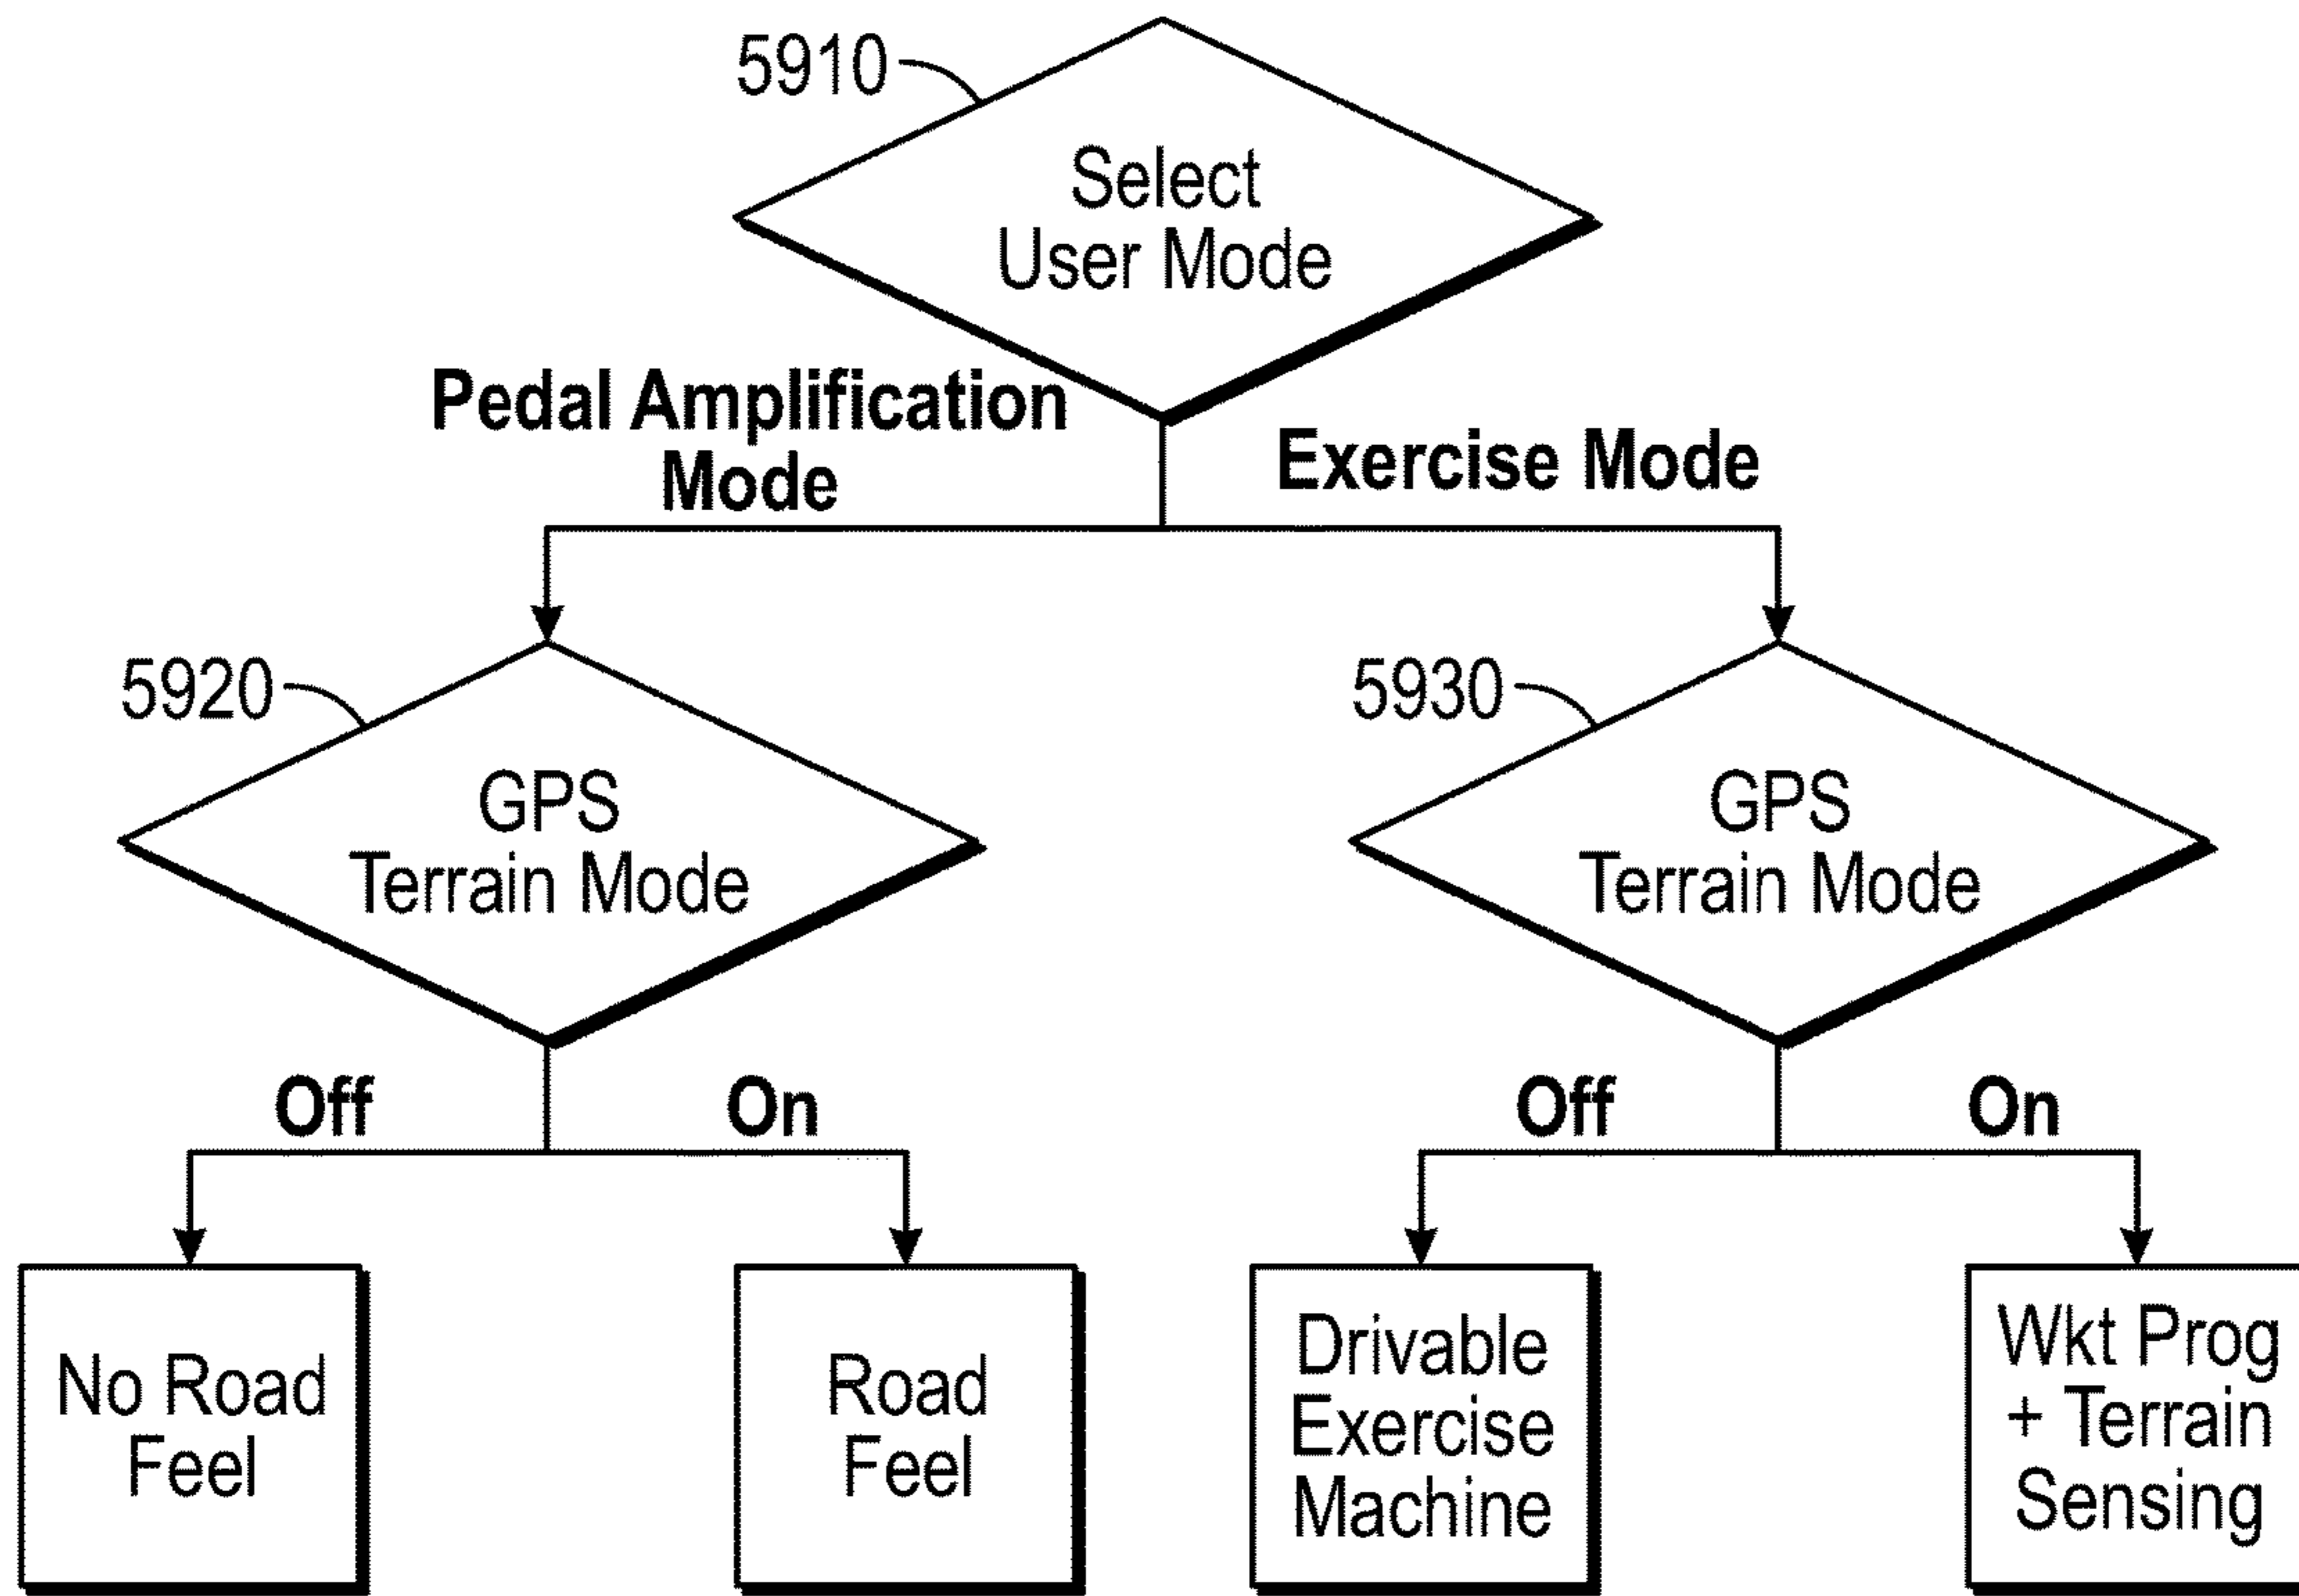 5910
Select
User Mode
Pedal Amplification
Mode
Exercise Mode
5920
GPS
Terrain Mode
5930
GPS
Terrain Mode
Off
On
Off
On
No Road
Feel
Road
Feel
Drivable
Exercise
Machine
Wkt Prog
+ Terrain
Sensing